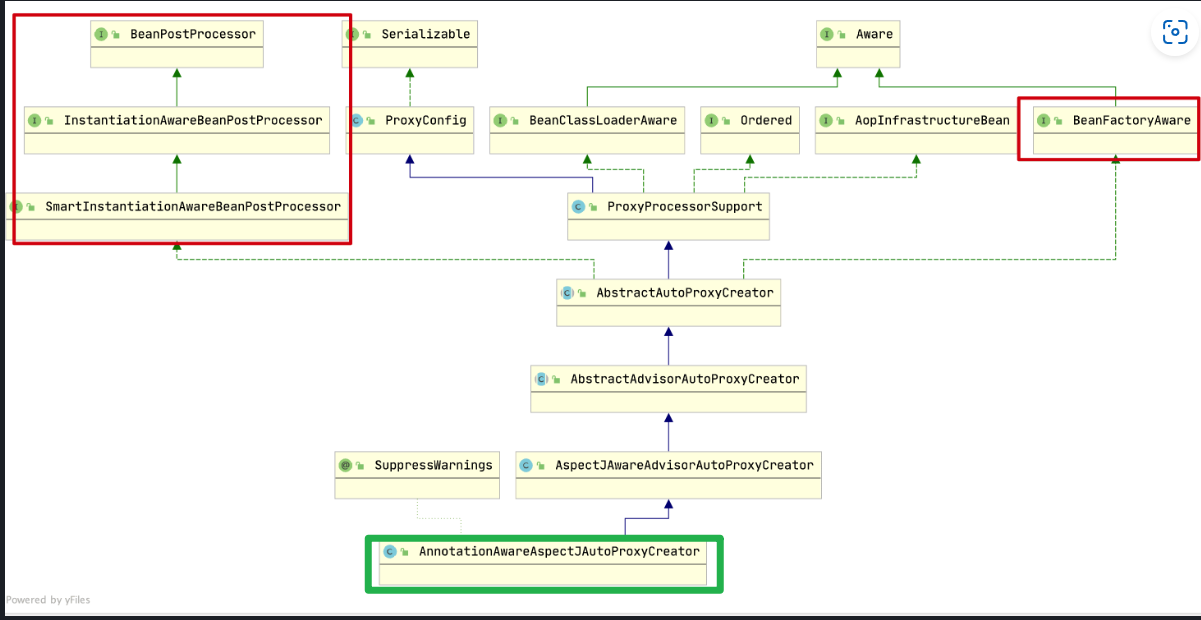 BeanPostProcessor
Serializable
Aware
InstantiationAwareBeanPostProcessor
ProxyConfig
BeanClassLoaderAware
Ordered
AopInfrastructureBean
BeanFactoryAware
SmartInstantiationAwareBeanPostProcessor
ProxyProcessorSupport
AbstractAutoProxyCreator
AbstractAdvisorAutoProxyCreator
SuppressWarnings
AspectJAwareAdvisorAutoProxyCreator
AnnotationAwareAspectJAutoProxyCreator
Powered by yFiles